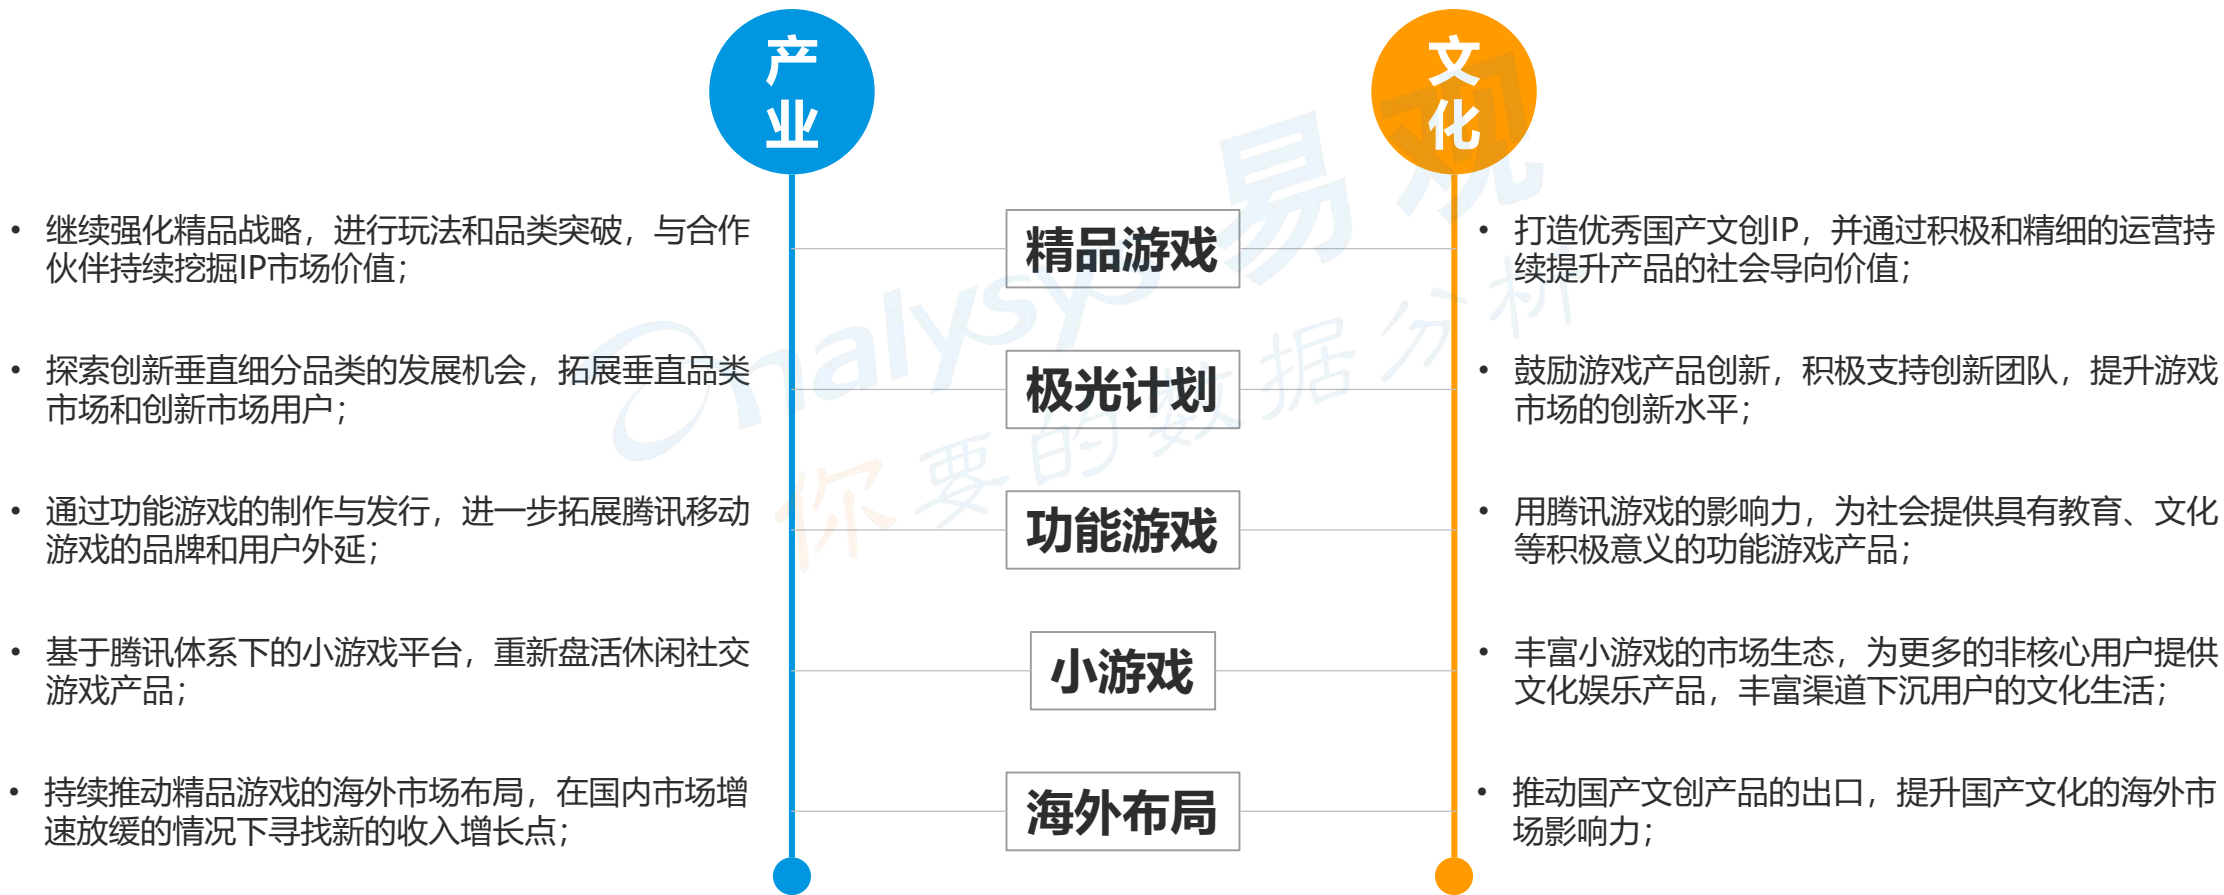 产
业
文
化
继续强化精品战略，进行玩法和品类突破，与合作
伙伴持续挖掘IP市场价值；
精品游戏
打造优秀国产文创IP，并通过积极和精细的运营持
续提升产品的社会导向价值；
探索创新垂直细分品类的发展机会，拓展垂直品类
市场和创新市场用户；
极光计划
鼓励游戏产品创新，积极支持创新团队，提升游戏
市场的创新水平；
通过功能游戏的制作与发行，进一步拓展腾讯移动
游戏的品牌和用户外延；
功能游戏
用腾讯游戏的影响力，为社会提供具有教育、文化
等积极意义的功能游戏产品；
基于腾讯体系下的小游戏平台，重新盘活休闲社交
游戏产品；
小游戏
丰富小游戏的市场生态，为更多的非核心用户提供
文化娱乐产品，丰富渠道下沉用户的文化生活；
持续推动精品游戏的海外市场布局，在国内市场增
速放缓的情况下寻找新的收入增长点；
海外布局
推动国产文创产品的出口，提升国产文化的海外市
场影响力；
analysys 易观
你要的数据分析